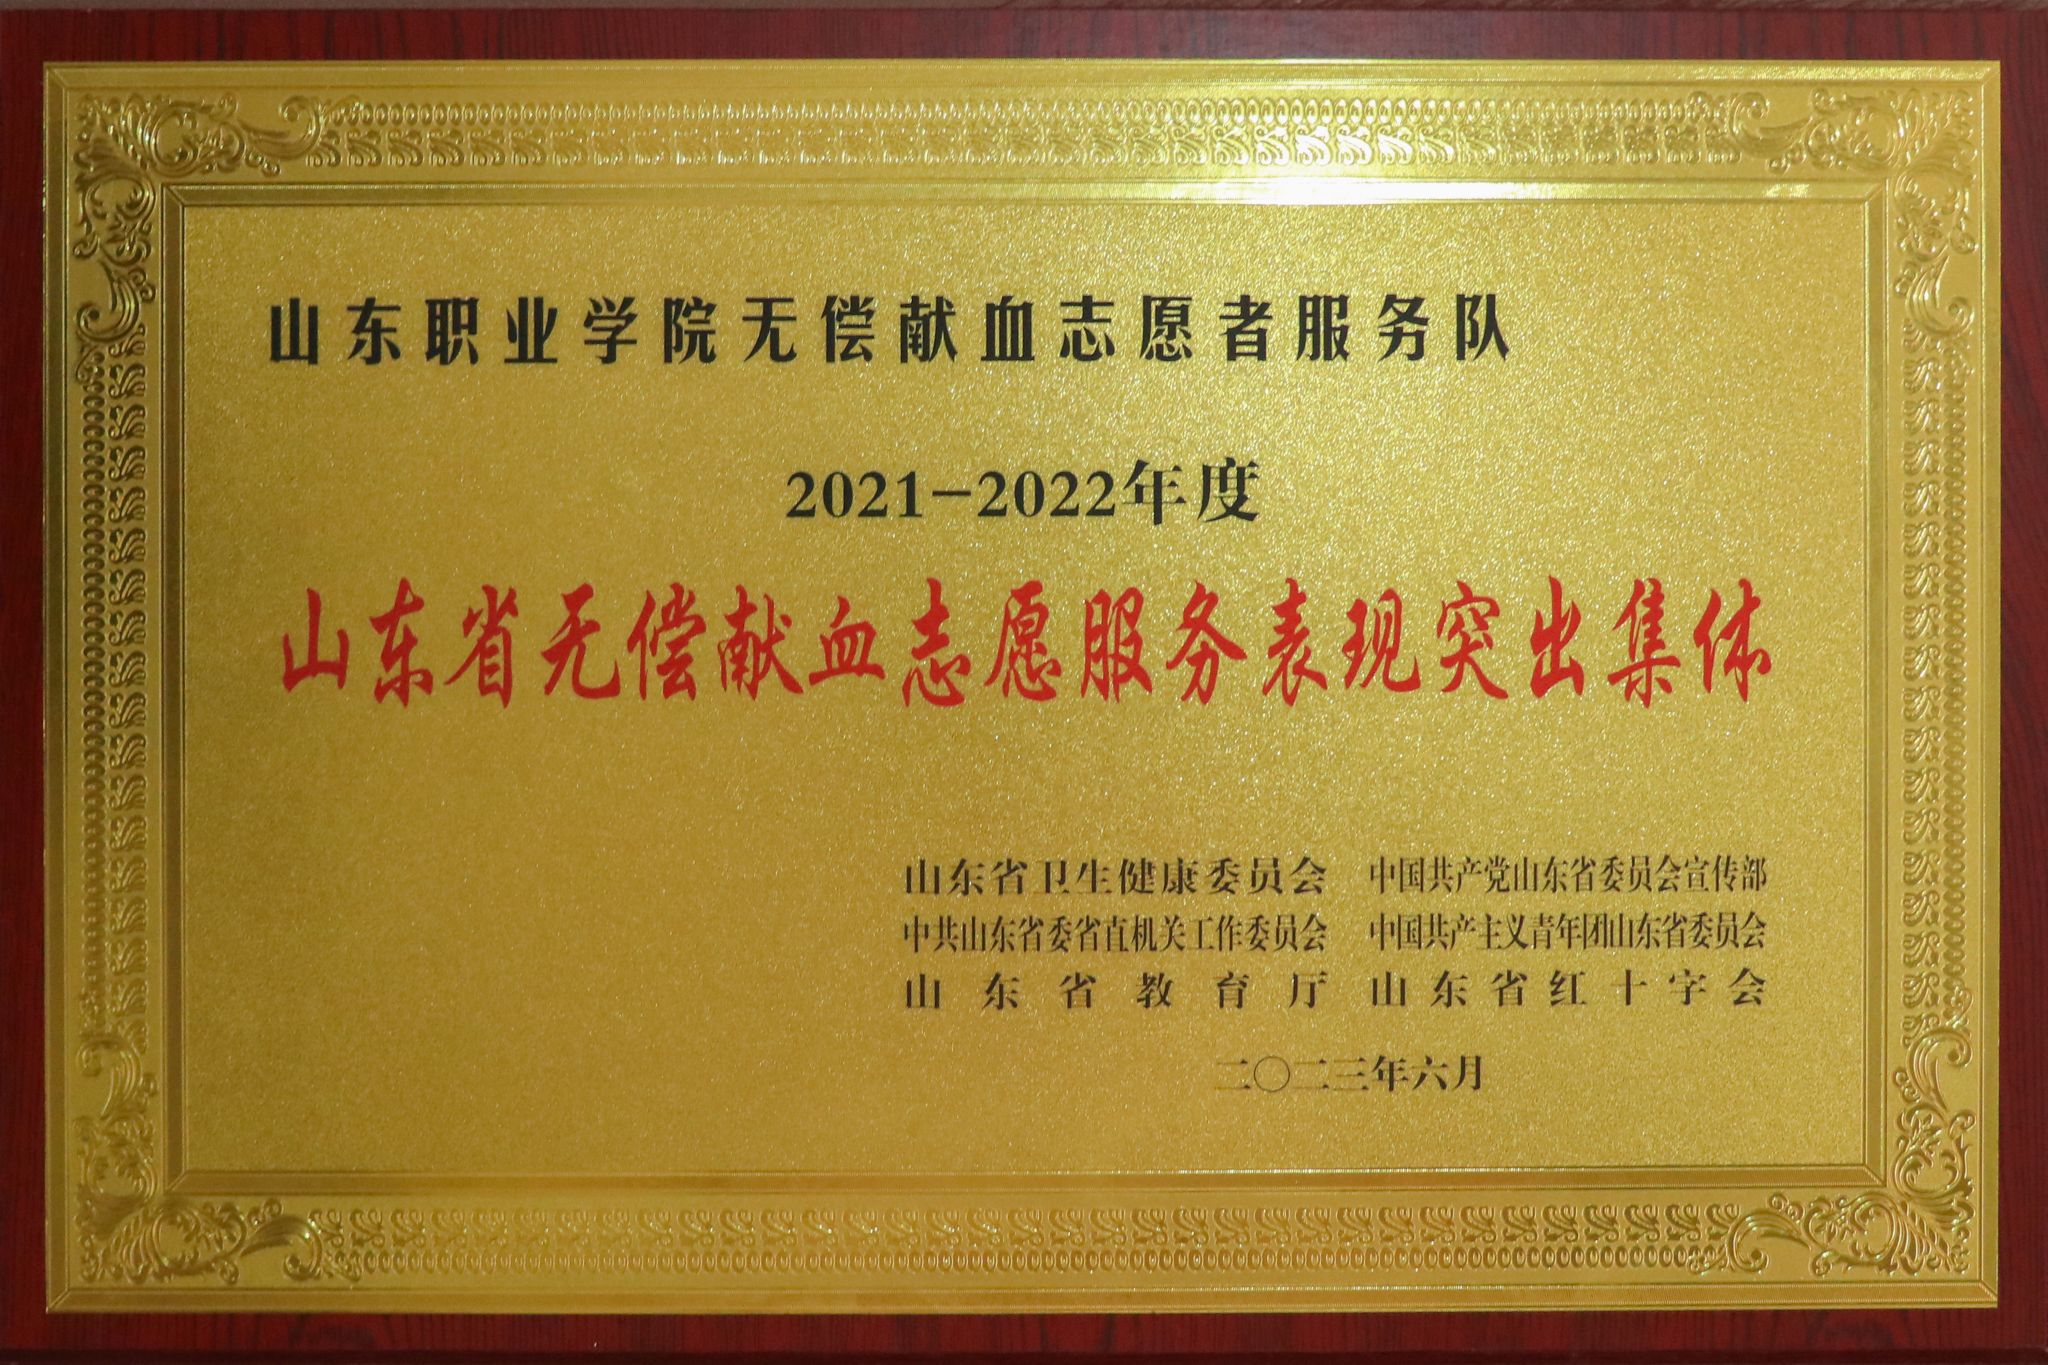 山东职业学院无偿献血志愿者服务队
2021-2022年度
山东省无偿献血志愿服务表现突出集体
山东省卫生健康委员会 中国共产党山东省委员会宣传部
中共山东省委省直机关工作委员会 中国共产主义青年团山东省委员会
山东省教育厅 山东省红十字会
二〇二三年六月